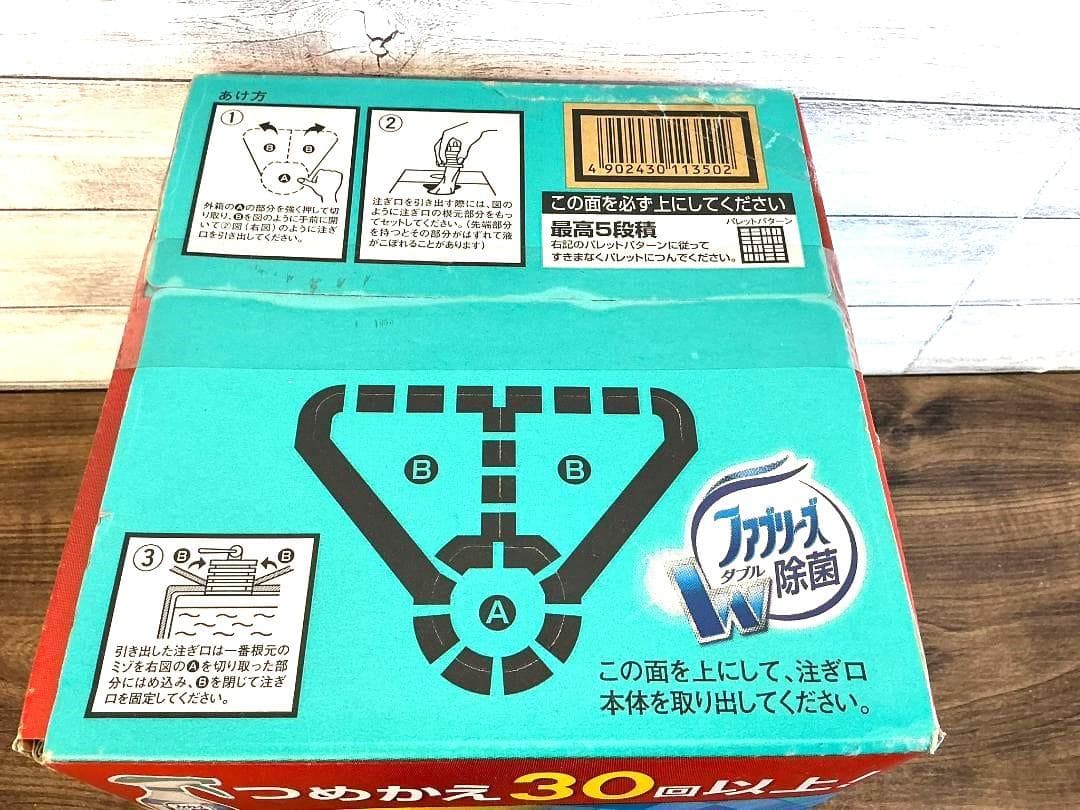 あけ方
①
B
B
A
外箱のAの部分を強く押して切
り取り、Bを図のように手前に開
いて②図(右図)のように注ぎ
口を引き出してください。
②
注ぎ口を引き出す際には、図の
ように注ぎ口の根元部分をもっ
てセットしてください。(先端部分
を持つとその部分がはずれて液
がこぼれることがあります)
4 902430 113502
この面を必ず上にしてください
最高5段積
右記のパレットパターンに従って
すきまなくパレットにつんでください。
パレットパターン
B
B
A
③
B
B
引き出した注ぎ口は一番根元の
ミゾを右図のAを切り取った部
分にはめ込み、Bを閉じて注ぎ
口を固定してください。
ファブリーズ
ダブル
W除菌
この面を上にして、注ぎ口
本体を取り出してください。
つめかえ30回以上!